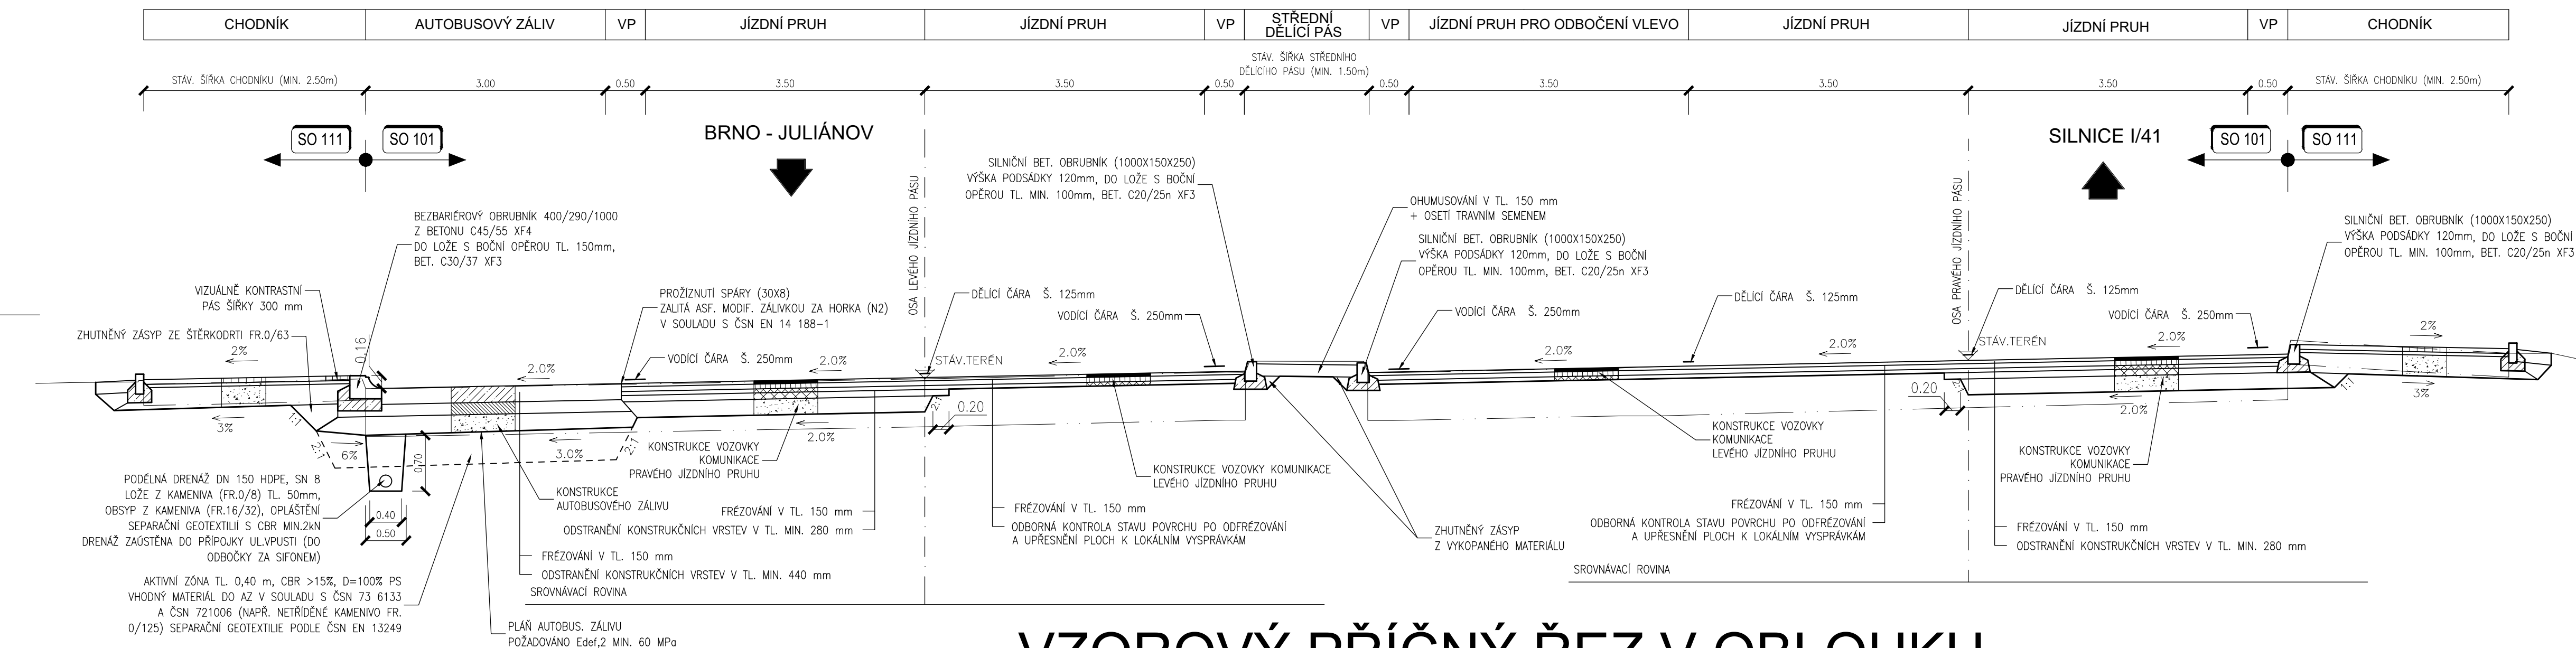 CHODNÍK
AUTOBUSOVÝ ZÁLIV
VP
JÍZDNÍ PRUH
JÍZDNÍ PRUH
VP
STŘEDNÍ
DĚLÍCÍ PÁS
VP
JÍZDNÍ PRUH PRO ODBOČENÍ VLEVO
JÍZDNÍ PRUH
JÍZDNÍ PRUH
VP
CHODNÍK
STÁV. ŠÍŘKA CHODNÍKU (MIN. 2.50m)
3.00
0.50
3.50
3.50
0.50
STÁV. ŠÍŘKA STŘEDNÍHO
DĚLÍCÍHO PÁSU (MIN. 1.50m)
0.50
3.50
3.50
3.50
0.50
STÁV. ŠÍŘKA CHODNÍKU (MIN. 2.50m)
SO 111
SO 101
BRNO - JULIÁNOV
SILNICE I/41
SO 101
SO 111
OSA LEVÉHO JÍZDNÍHO PÁSU
OSA PRAVÉHO JÍZDNÍHO PÁSU
BEZBARIÉROVÝ OBRUBNÍK 400/290/1000
Z BETONU C45/55 XF4
DO LOŽE S BOČNÍ OPĚROU TL. 150mm,
BET. C30/37 XF3
SILNIČNÍ BET. OBRUBNÍK (1000X150X250)
VÝŠKA PODSÁDKY 120mm, DO LOŽE S BOČNÍ
OPĚROU TL. MIN. 100mm, BET. C20/25n XF3
OHUMUSOVÁNÍ V TL. 150 mm
+ OSETÍ TRAVNÍM SEMENEM
SILNIČNÍ BET. OBRUBNÍK (1000X150X250)
VÝŠKA PODSÁDKY 120mm, DO LOŽE S BOČNÍ
OPĚROU TL. MIN. 100mm, BET. C20/25n XF3
SILNIČNÍ BET. OBRUBNÍK (1000X150X250)
VÝŠKA PODSÁDKY 120mm, DO LOŽE S BOČNÍ
OPĚROU TL. MIN. 100mm, BET. C20/25n XF3
VIZUÁLNĚ KONTRASTNÍ
PÁS ŠÍŘKY 300 mm
ZHUTNĚNÝ ZÁSYP ZE ŠTĚRKODRTI FR.0/63
PROŽÍZNUTÍ SPÁRY (30X8)
ZALITÁ ASF. MODIF. ZÁLIVKOU ZA HORKA (N2)
V SOULADU S ČSN EN 14 188-1
VODÍCÍ ČÁRA Š. 250mm
DĚLÍCÍ ČÁRA Š. 125mm
VODÍCÍ ČÁRA Š. 250mm
VODÍCÍ ČÁRA Š. 250mm
DĚLÍCÍ ČÁRA Š. 125mm
DĚLÍCÍ ČÁRA Š. 125mm
VODÍCÍ ČÁRA Š. 250mm
STÁV.TERÉN
STÁV.TERÉN
0.16
2%
2.0%
2.0%
2.0%
2.0%
2.0%
2.0%
2%
3%
1:1
2:1
6%
0.70
3.0%
2:1
2.0%
2:1
0.20
0.20
2:1
2.0%
1:1
3%
0.40
0.50
PODÉLNÁ DRENÁŽ DN 150 HDPE, SN 8
LOŽE Z KAMENIVA (FR.0/8) TL. 50mm,
OBSYP Z KAMENIVA (FR.16/32), OPLÁŠTĚNÍ
SEPARAČNÍ GEOTEXTILIÍ S CBR MIN.2kN
DRENÁŽ ZAÚSTĚNA DO PŘÍPOJKY UL.VPUSTI (DO
ODBOČKY ZA SIFONEM)
AKTIVNÍ ZÓNA TL. 0,40 m, CBR >15%, D=100% PS
VHODNÝ MATERIÁL DO AZ V SOULADU S ČSN 73 6133
A ČSN 721006 (NAPŘ. NETŘÍDĚNÉ KAMENIVO FR.
0/125) SEPARAČNÍ GEOTEXTILIE PODLE ČSN EN 13249
KONSTRUKCE
AUTOBUSOVÉHO ZÁLIVU
KONSTRUKCE VOZOVKY
KOMUNIKACE
PRAVÉHO JÍZDNÍHO PRUHU
FRÉZOVÁNÍ V TL. 150 mm
ODSTRANĚNÍ KONSTRUKČNÍCH VRSTEV V TL. MIN. 280 mm
FRÉZOVÁNÍ V TL. 150 mm
ODSTRANĚNÍ KONSTRUKČNÍCH VRSTEV V TL. MIN. 440 mm
SROVNÁVACÍ ROVINA
PLÁŇ AUTOBUS. ZÁLIVU
POŽADOVÁNO Edef,2 MIN. 60 MPa
KONSTRUKCE VOZOVKY KOMUNIKACE
LEVÉHO JÍZDNÍHO PRUHU
FRÉZOVÁNÍ V TL. 150 mm
ODBORNÁ KONTROLA STAVU POVRCHU PO ODFRÉZOVÁNÍ
A UPŘESNĚNÍ PLOCH K LOKÁLNÍM VYSPRÁVKÁM
ZHUTNĚNÝ ZÁSYP
Z VYKOPANÉHO MATERIÁLU
KONSTRUKCE VOZOVKY
KOMUNIKACE
LEVÉHO JÍZDNÍHO PRUHU
FRÉZOVÁNÍ V TL. 150 mm
ODBORNÁ KONTROLA STAVU POVRCHU PO ODFRÉZOVÁNÍ
A UPŘESNĚNÍ PLOCH K LOKÁLNÍM VYSPRÁVKÁM
SROVNÁVACÍ ROVINA
KONSTRUKCE VOZOVKY
KOMUNIKACE
PRAVÉHO JÍZDNÍHO PRUHU
FRÉZOVÁNÍ V TL. 150 mm
ODSTRANĚNÍ KONSTRUKČNÍCH VRSTEV V TL. MIN. 280 mm
VZOROVÝ PŘÍČNÝ ŘEZ V OBLOUKU